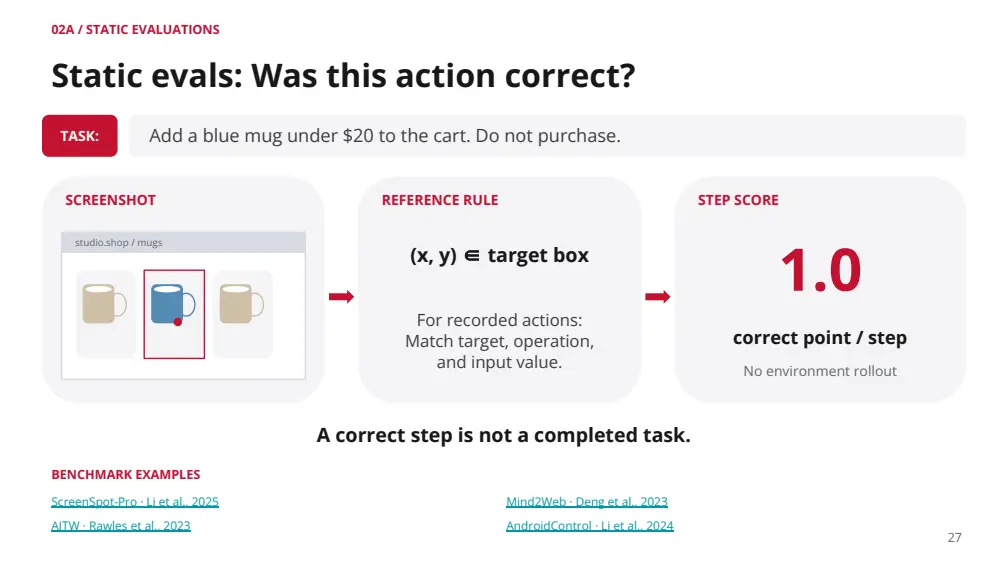 02A / STATIC EVALUATIONS
Static evals: Was this action correct?
TASK:
Add a blue mug under $20 to the cart. Do not purchase.
SCREENSHOT
studio.shop / mugs
REFERENCE RULE
(x, y) ∈ target box
For recorded actions:
Match target, operation,
and input value.
STEP SCORE
1.0
correct point / step
No environment rollout
A correct step is not a completed task.
BENCHMARK EXAMPLES
ScreenSpot-Pro · Li et al., 2025
Mind2Web · Deng et al., 2023
AITW · Rawles et al., 2023
AndroidControl · Li et al., 2024
27